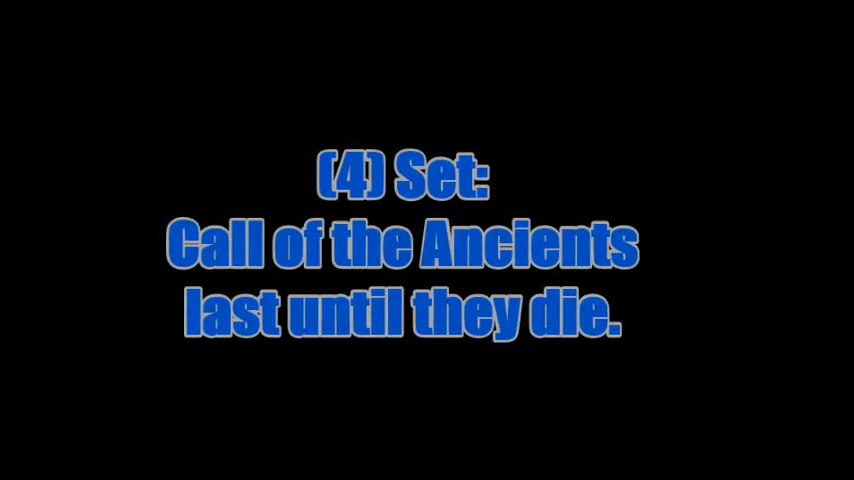 (4) Set:
Call of the Ancients
last until they die.